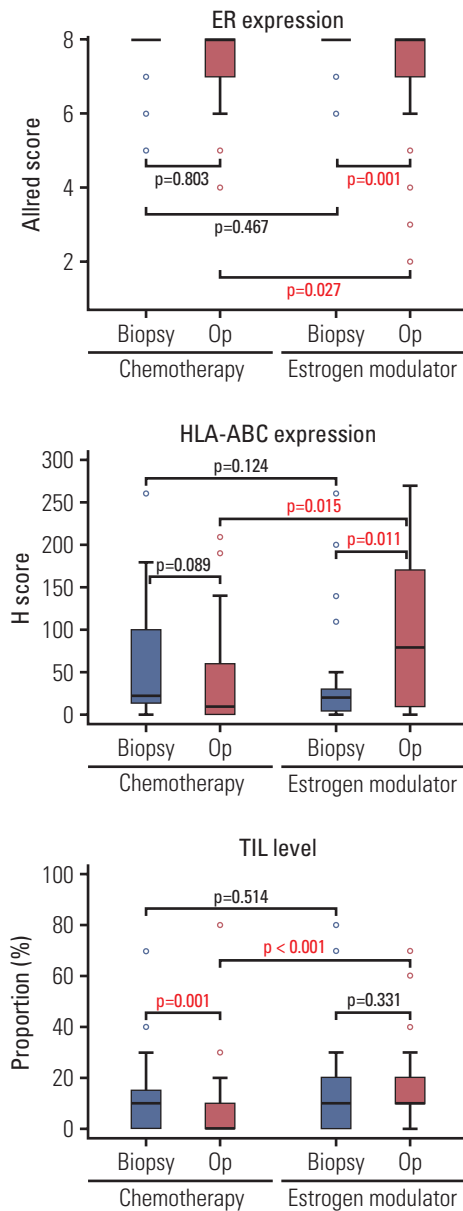 ER expression
Allred score
8
6
4
2
p=0.803
p=0.001
p=0.467
p=0.027
Biopsy Op Biopsy Op
Chemotherapy Estrogen modulator
HLA-ABC expression
H score
300
250
200
150
100
50
0
p=0.124
p=0.015
p=0.011
p=0.089
Biopsy Op Biopsy Op
Chemotherapy Estrogen modulator
TIL level
Proportion (%)
100
80
60
40
20
0
p=0.514
p < 0.001
p=0.001
p=0.331
Biopsy Op Biopsy Op
Chemotherapy Estrogen modulator